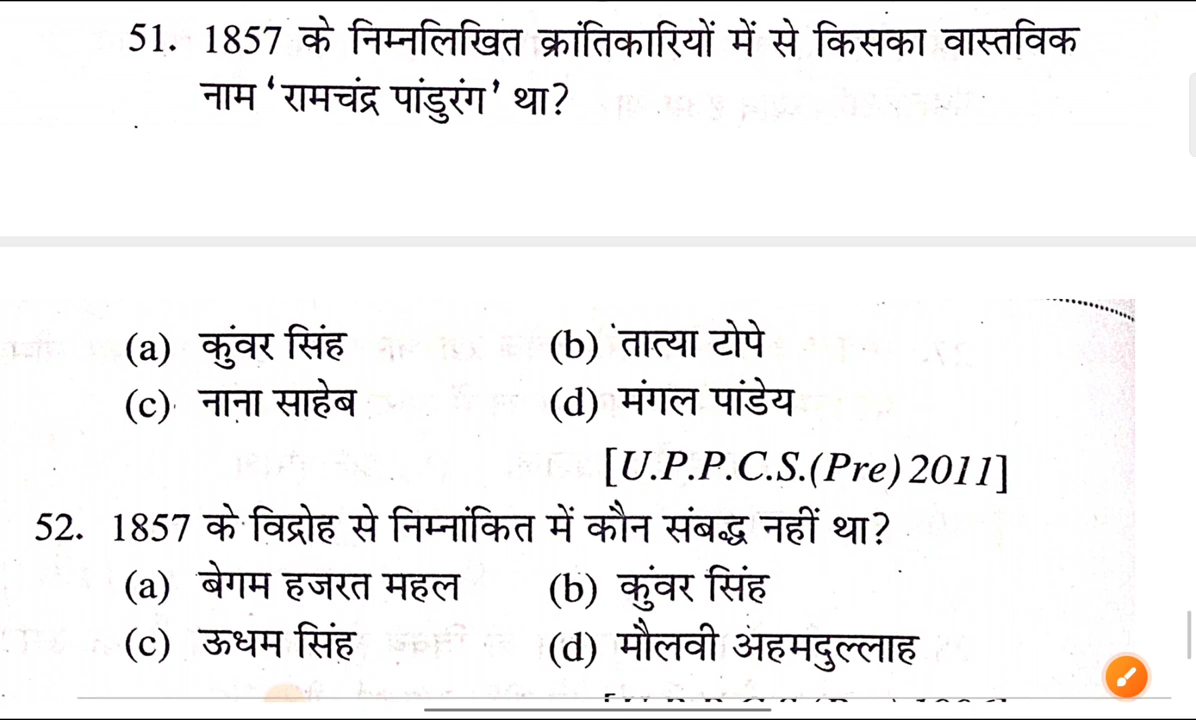 51. 1857 के निम्नलिखित क्रांतिकारियों में से किसका वास्तविक
नाम ‘रामचंद्र पांडुरंग’ था?
(a) कुंवर सिंह (b) तात्या टोपे
(c) नाना साहेब (d) मंगल पांडेय
[U.P.P.C.S.(Pre) 2011]
52. 1857 के विद्रोह से निम्नांकित में कौन संबद्ध नहीं था?
(a) बेगम हजरत महल (b) कुंवर सिंह
(c) ऊधम सिंह (d) मौलवी अहमदुल्लाह